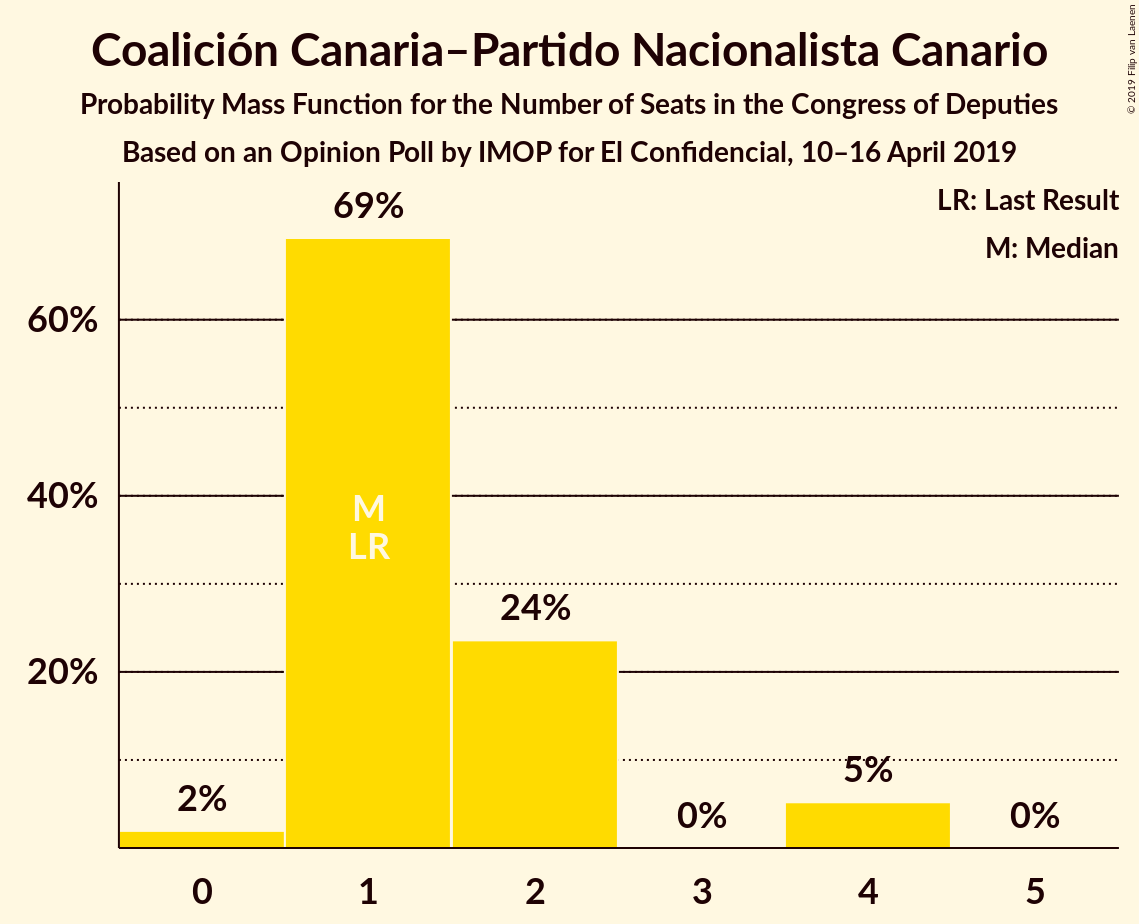 Coalición Canaria–Partido Nacionalista Canario
Probability Mass Function for the Number of Seats in the Congress of Deputies
Based on an Opinion Poll by IMOP for El Confidencial, 10–16 April 2019
© 2019 Filip van Laenen
LR: Last Result
M: Median
69%
60%
40%
M
LR
24%
20%
2%
0%
5%
0%
0 1 2 3 4 5